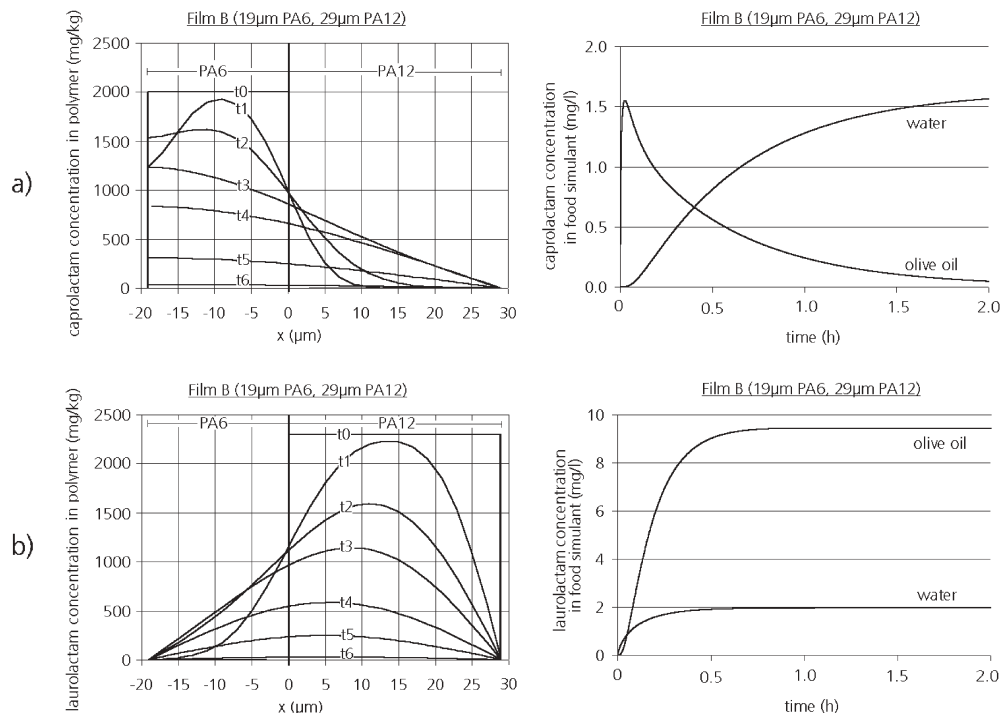 a)
Film B (19µm PA6, 29µm PA12)
caprolactam concentration in polymer (mg/kg)
2500
2000
1500
1000
500
0
PA6
PA12
t0
t1
t2
t3
t4
t5
t6
-20 -15 -10 -5 0 5 10 15 20 25 30
x (µm)
Film B (19µm PA6, 29µm PA12)
caprolactam concentration
in food simulant (mg/l)
2.0
1.5
1.0
0.5
0.0
water
olive oil
0.0 0.5 1.0 1.5 2.0
time (h)
b)
Film B (19µm PA6, 29µm PA12)
laurolactam concentration in polymer (mg/kg)
2500
2000
1500
1000
500
0
PA6
PA12
t0
t1
t2
t3
t4
t5
t6
-20 -15 -10 -5 0 5 10 15 20 25 30
x (µm)
Film B (19µm PA6, 29µm PA12)
laurolactam concentration
in food simulant (mg/l)
10
8
6
4
2
0
olive oil
water
0 0.5 1.0 1.5 2.0
time (h)